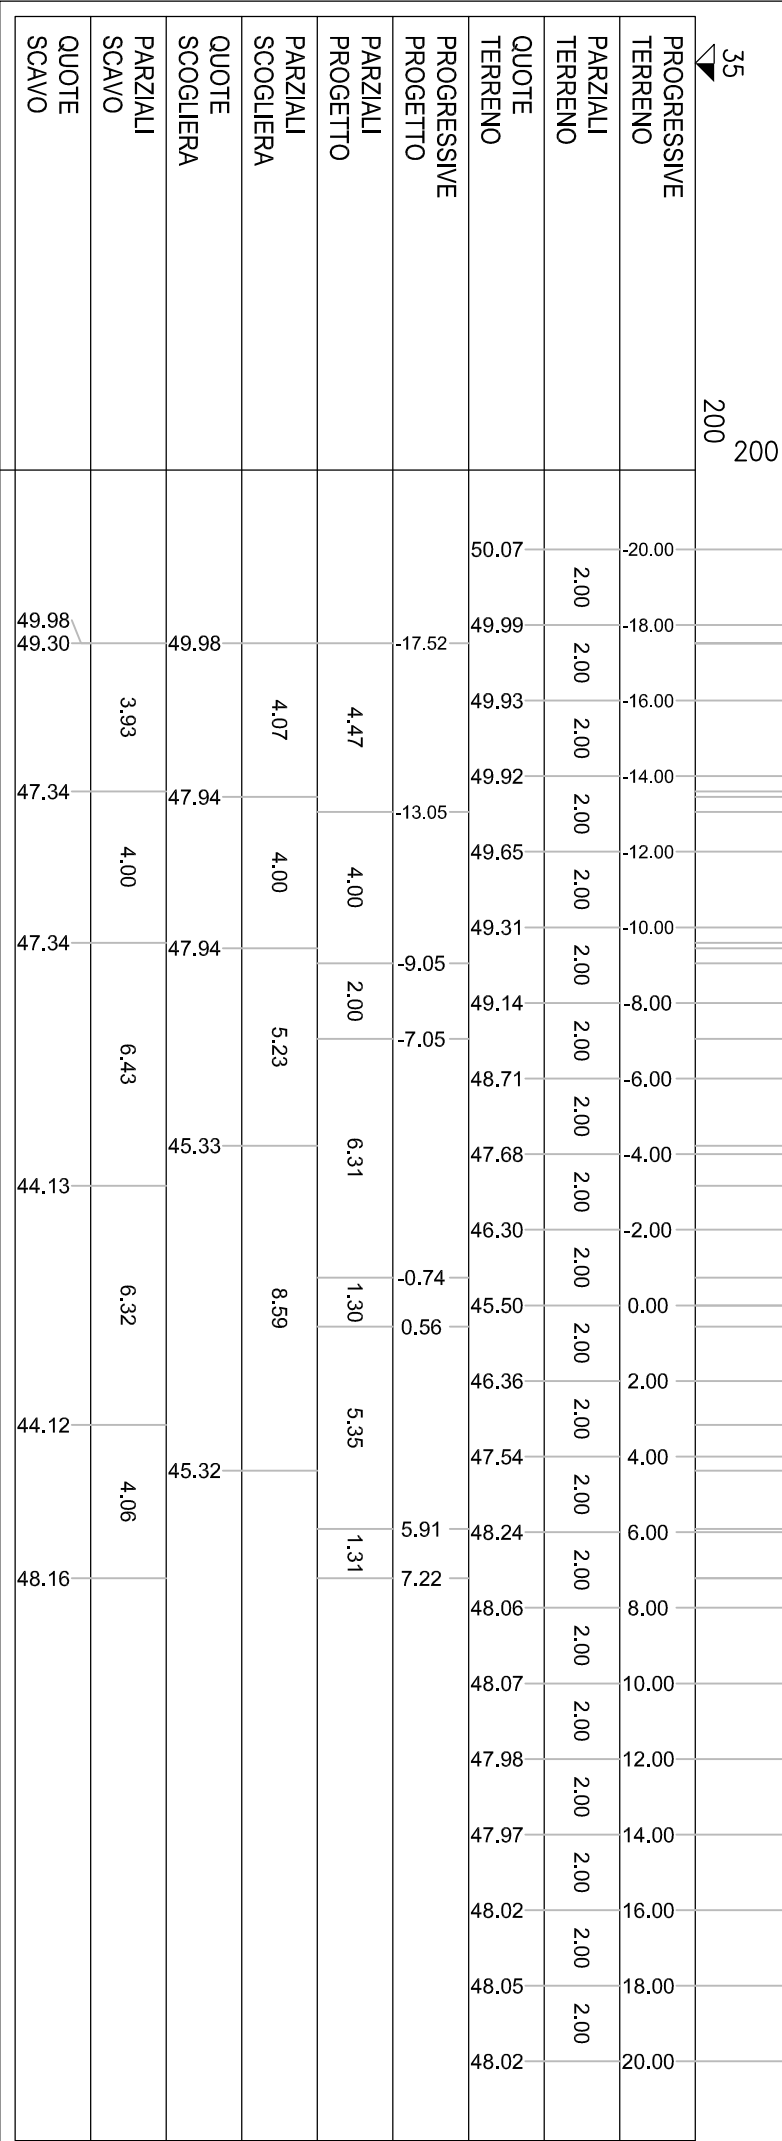 35
200
200
PROGRESSIVE
TERRENO
-20.00 -18.00 -16.00 -14.00 -12.00 -10.00 -8.00 -6.00 -4.00 -2.00 0.00 2.00 4.00 6.00 8.00 10.00 12.00 14.00 16.00 18.00 20.00
PARZIALI
TERRENO
2.00 2.00 2.00 2.00 2.00 2.00 2.00 2.00 2.00 2.00 2.00 2.00 2.00 2.00 2.00 2.00 2.00 2.00 2.00 2.00
QUOTE
TERRENO
50.07 49.99 49.93 49.92 49.65 49.31 49.14 48.71 47.68 46.30 45.50 46.36 47.54 48.24 48.06 48.07 47.98 47.97 48.02 48.05 48.02
PROGRESSIVE
PROGETTO
-17.52 -13.05 -9.05 -7.05 -0.74 0.56 5.91 7.22
PARZIALI
PROGETTO
4.47 4.00 2.00 6.31 1.30 5.35 1.31
PARZIALI
SCOGLIERA
4.07 4.00 5.23 8.59
QUOTE
SCOGLIERA
49.98 47.94 47.94 45.33 45.32
PARZIALI
SCAVO
3.93 4.00 6.43 6.32 4.06
QUOTE
SCAVO
49.98 49.30 47.34 47.34 44.13 44.12 48.16